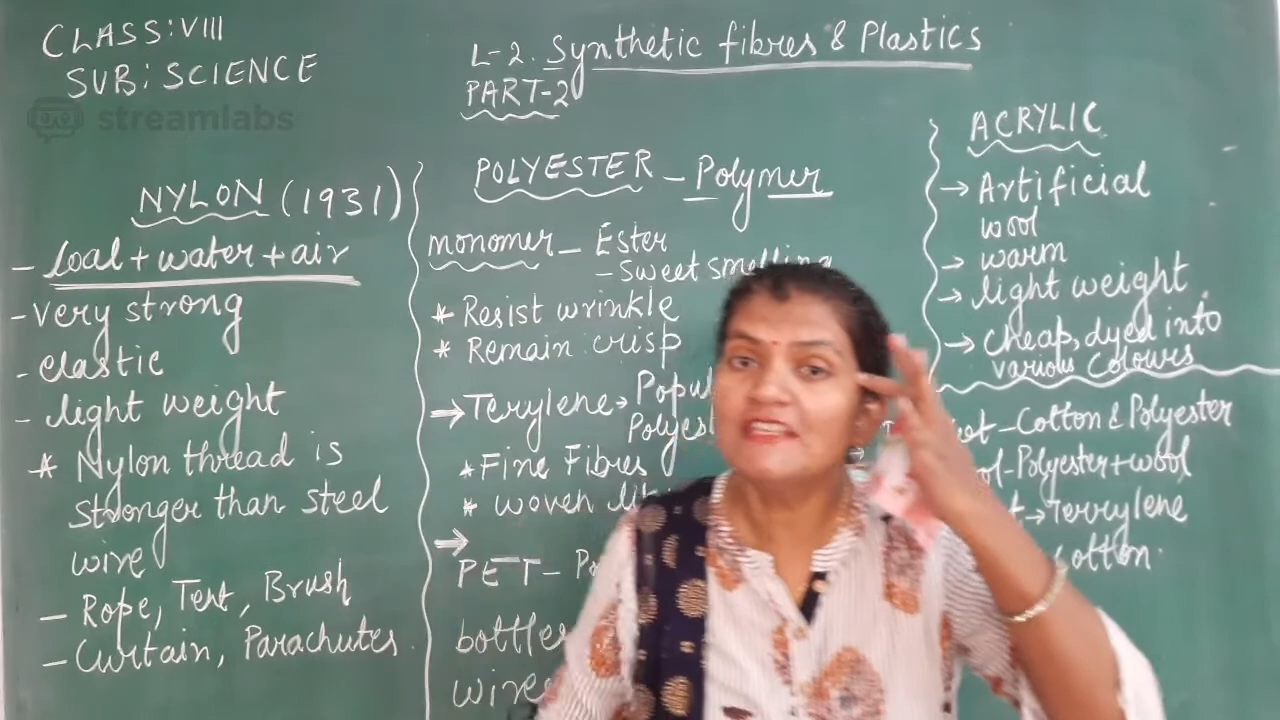 CLASS:VIII
SUB:SCIENCE
streamlabs
L-2. Synthetic fibres & Plastics
PART-2
NYLON (1931)
- Coal + water + air
- very strong
- elastic
- light weight
* Nylon thread is
stronger than steel
wire
- Rope, Tent, Brush
- Curtain, Parachutes
POLYESTER - Polymer
monomer - Ester
- Sweet smelling
* Resist wrinkle
* Remain crisp
→ Terylene →
* Fine Fibres
* woven
→
PET -
bottles
wires
ACRYLIC
→ Artificial
wool
→ warm
→ light weight
→ cheap, dyed into
various colours
- Cotton & Polyester
- Polyester + wool
→ Terrylene
cotton